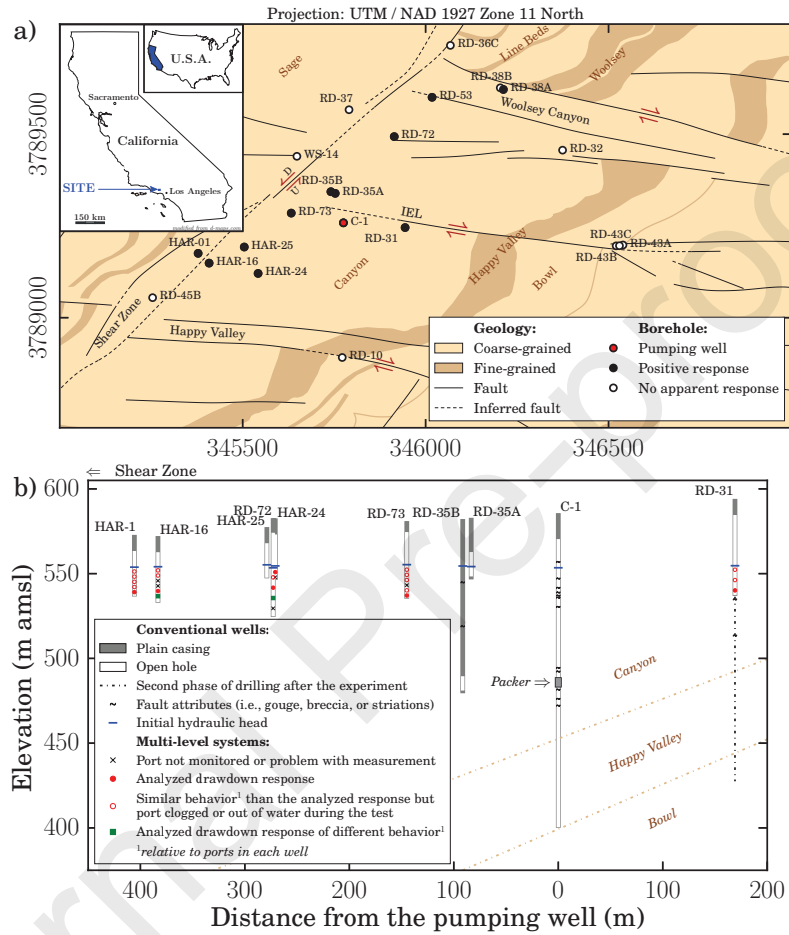 Projection: UTM / NAD 1927 Zone 11 North
a)
U.S.A.
Sacramento
California
SITE
Los Angeles
150 km
modified from d-maps.com
Sage
RD-36C
Line Beds
Woolsey
RD-38B
RD-38A
RD-37
RD-53
Woolsey Canyon
RD-72
RD-32
WS-14
D
U
RD-35B
RD-35A
RD-73
C-1
IEL
RD-31
HAR-01
HAR-25
HAR-16
HAR-24
RD-43C
RD-43A
RD-43B
Canyon
Happy Valley
Bowl
RD-45B
Shear Zone
Happy Valley
RD-10
3789500
3789000
345500
346000
346500
Geology:
Coarse-grained
Fine-grained
Fault
Inferred fault
Borehole:
Pumping well
Positive response
No apparent response
⇐ Shear Zone
b)
HAR-1
HAR-16
RD-72
HAR-25
HAR-24
RD-73
RD-35B
RD-35A
C-1
RD-31
Packer ⇒
Canyon
Happy Valley
Bowl
Conventional wells:
Plain casing
Open hole
Second phase of drilling after the experiment
Fault attributes (i.e., gouge, breccia, or striations)
Initial hydraulic head
Multi-level systems:
Port not monitored or problem with measurement
Analyzed drawdown response
Similar behavior¹ than the analyzed response but
port clogged or out of water during the test
Analyzed drawdown response of different behavior¹
¹relative to ports in each well
Elevation (m amsl)
600
550
500
450
400
400
300
200
100
0
100
200
Distance from the pumping well (m)
rnal Pre-pro